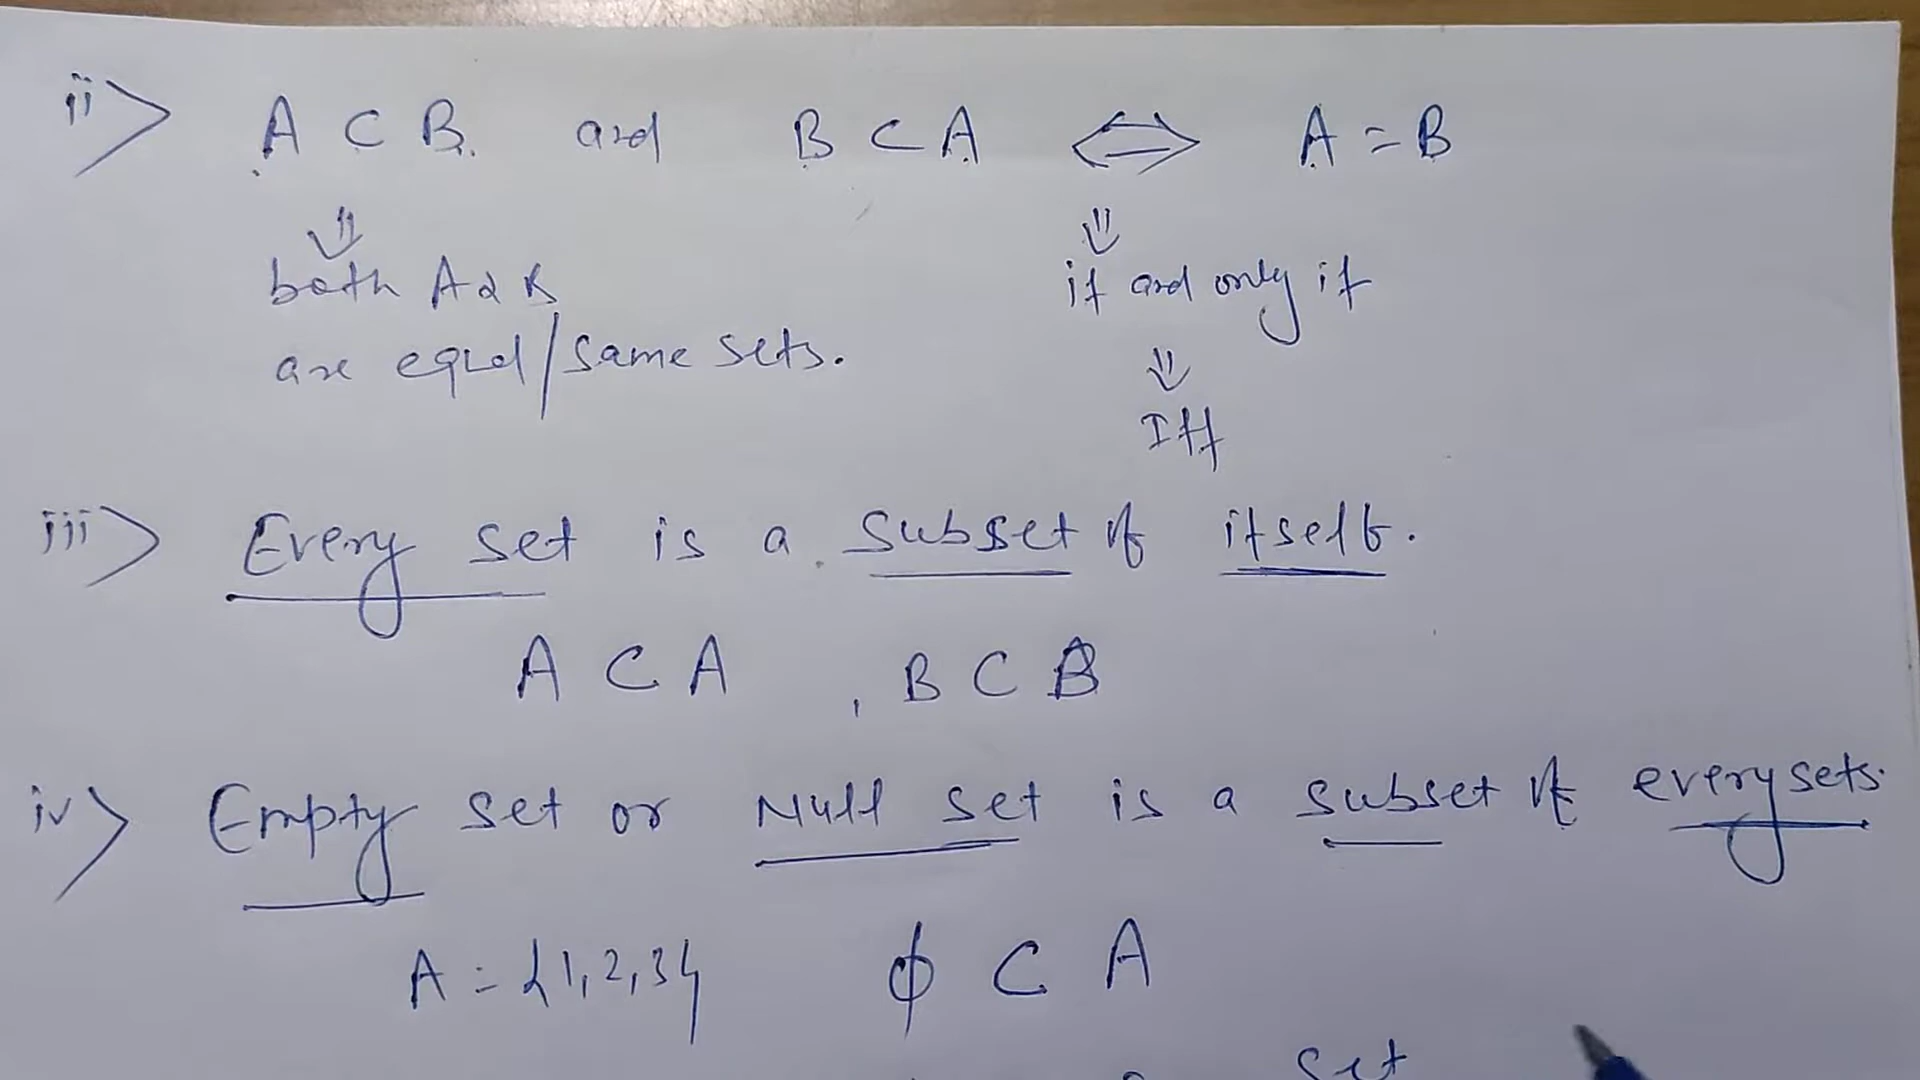 ii> A ⊂ B. and B ⊂ A ⟺ A = B
⇓ ⇓
both A & B if and only if
are equal/same sets. ⇓
Iff
iii> Every set is a subset of itself.
A ⊂ A , B ⊂ B
iv> Empty set or Null set is a subset of every sets.
A = {1,2,3} ϕ ⊂ A
set